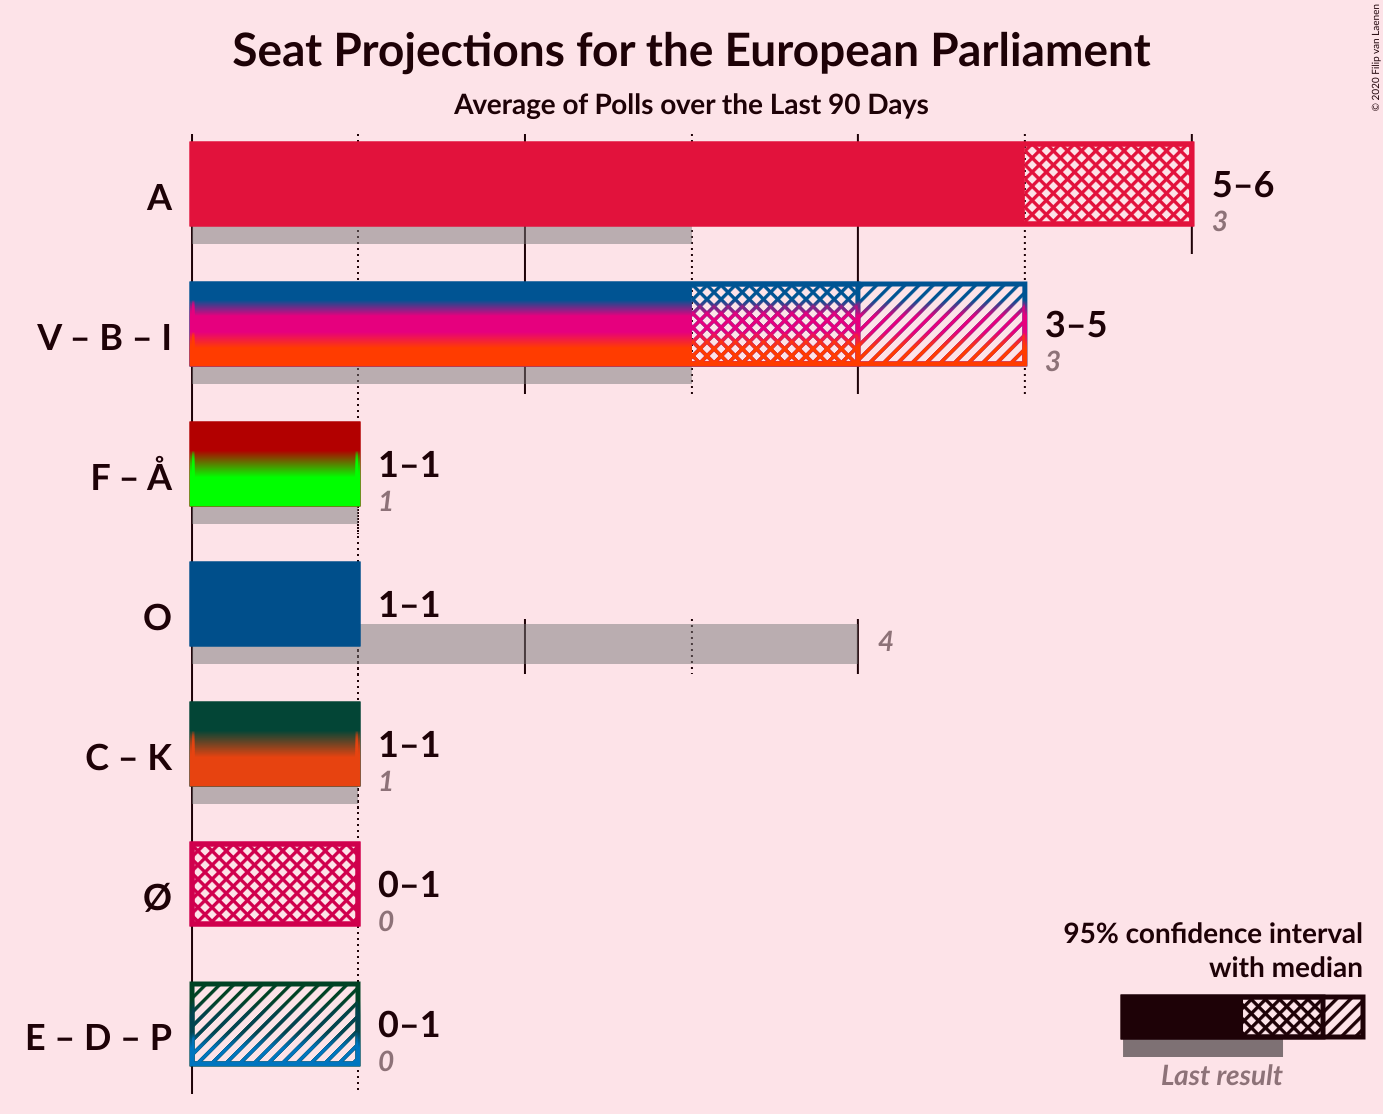 Seat Projections for the European Parliament
Average of Polls over the Last 90 Days
© 2020 Filip van Laenen
A
5–6
3
V – B – I
3–5
3
F – Å
1–1
1
O
1–1
4
C – K
1–1
1
Ø
0–1
0
E – D – P
0–1
0
95% confidence interval
with median
Last result